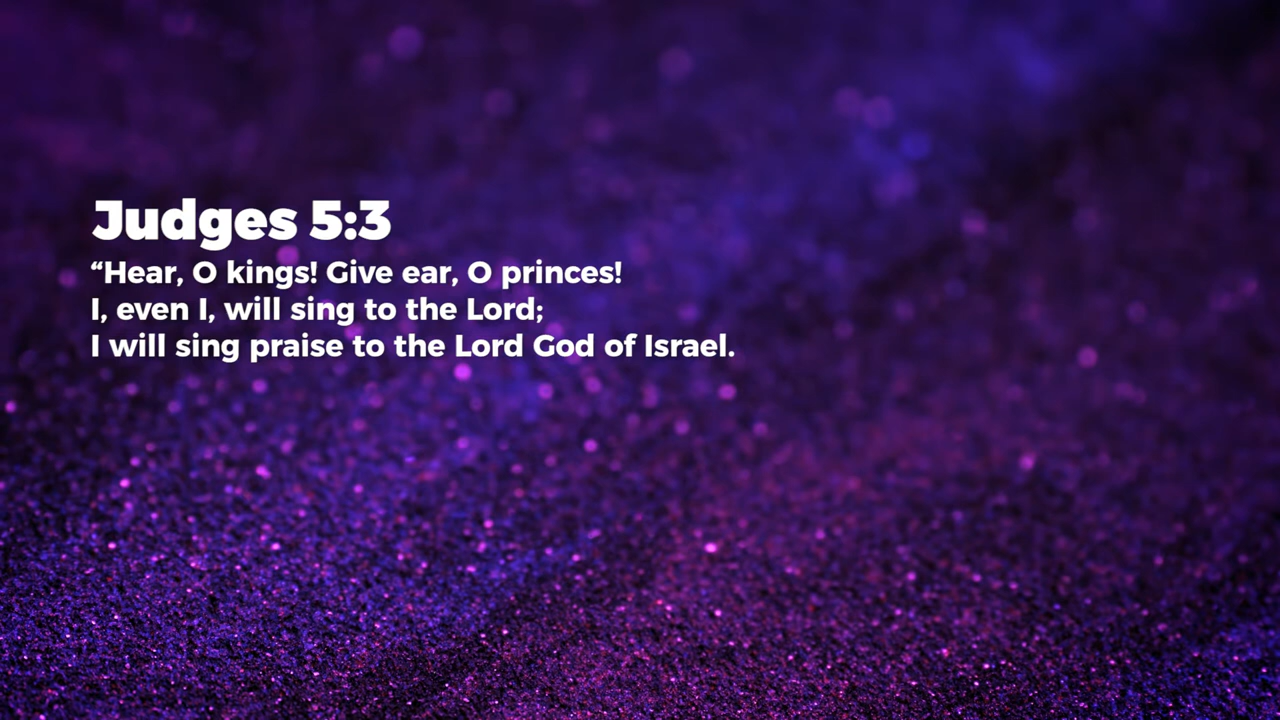 Judges 5:3
“Hear, O kings! Give ear, O princes!
I, even I, will sing to the Lord;
I will sing praise to the Lord God of Israel.